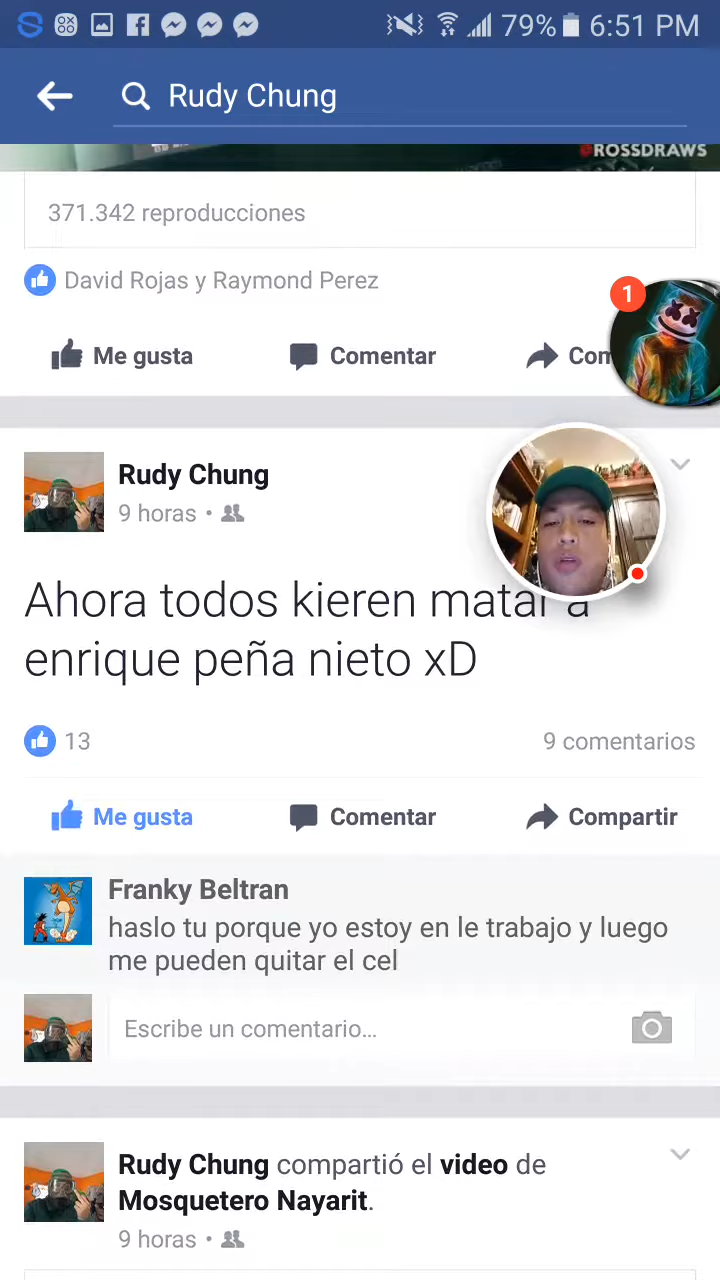 79% 6:51 PM
Rudy Chung
ROSSDRAWS
371.342 reproducciones
David Rojas y Raymond Perez
Me gusta Comentar Com
1
Rudy Chung
9 horas
Ahora todos kieren matar a
enrique peña nieto xD
13 9 comentarios
Me gusta Comentar Compartir
Franky Beltran
haslo tu porque yo estoy en le trabajo y luego
me pueden quitar el cel
Escribe un comentario...
Rudy Chung compartió el video de
Mosquetero Nayarit.
9 horas